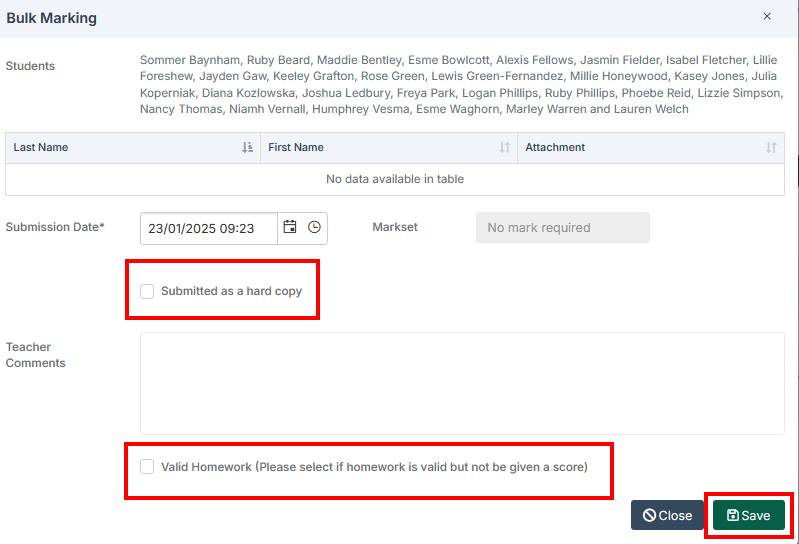 Bulk Marking
×
Students
Sommer Baynham, Ruby Beard, Maddie Bentley, Esme Bowlcott, Alexis Fellows, Jasmin Fielder, Isabel Fletcher, Lillie
Foreshew, Jayden Gaw, Keeley Grafton, Rose Green, Lewis Green-Fernandez, Millie Honeywood, Kasey Jones, Julia
Koperniak, Diana Kozlowska, Joshua Ledbury, Freya Park, Logan Phillips, Ruby Phillips, Phoebe Reid, Lizzie Simpson,
Nancy Thomas, Niamh Vernall, Humphrey Vesma, Esme Waghorn, Marley Warren and Lauren Welch
Last Name First Name Attachment
No data available in table
Submission Date* 23/01/2025 09:23 Markset No mark required
Submitted as a hard copy
Teacher
Comments
Valid Homework (Please select if homework is valid but not be given a score)
Close Save